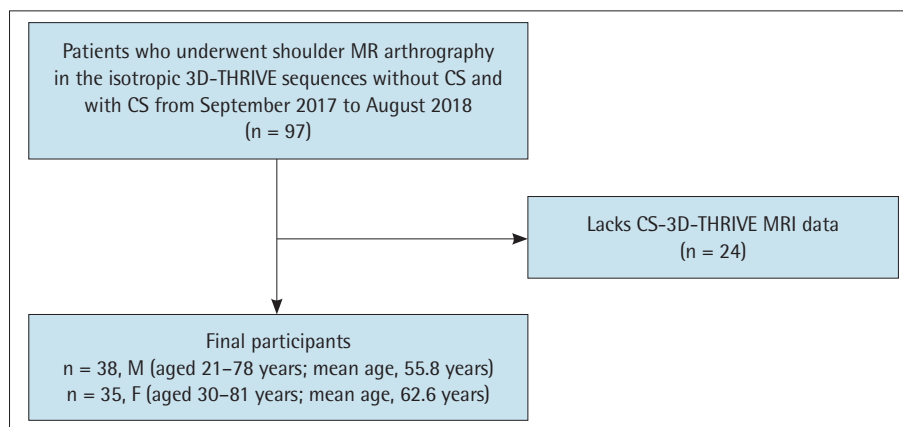 Patients who underwent shoulder MR arthrography
in the isotropic 3D-THRIVE sequences without CS and
with CS from September 2017 to August 2018
(n = 97)
Lacks CS-3D-THRIVE MRI data
(n = 24)
Final participants
n = 38, M (aged 21–78 years; mean age, 55.8 years)
n = 35, F (aged 30–81 years; mean age, 62.6 years)